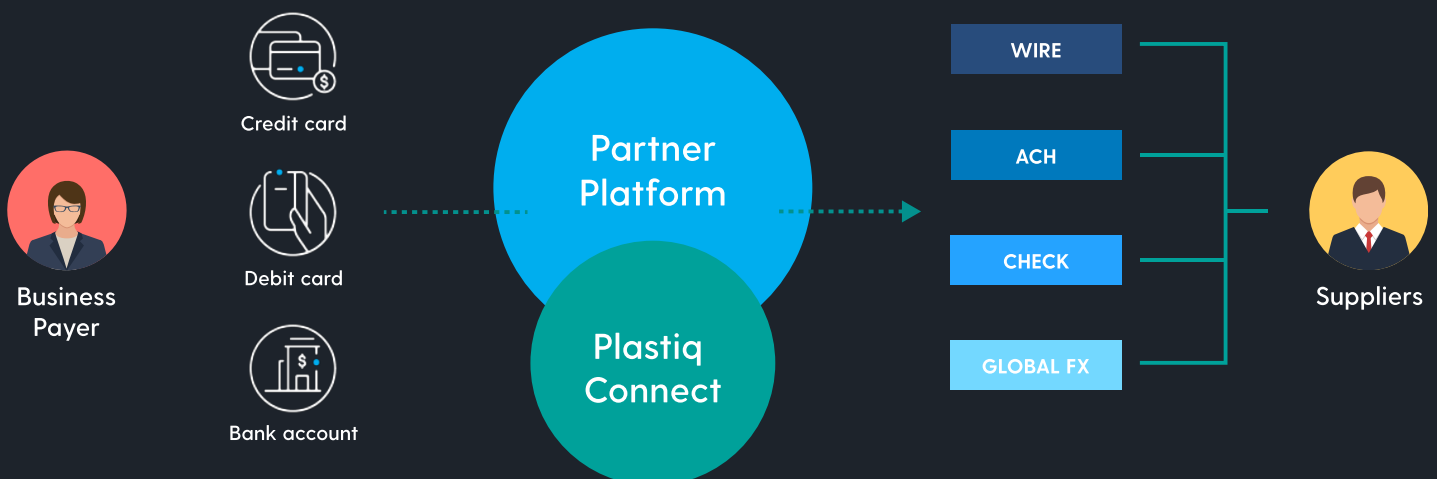 Business
Payer
Credit card
Debit card
Bank account
Partner
Platform
Plastiq
Connect
WIRE
ACH
CHECK
GLOBAL FX
Suppliers